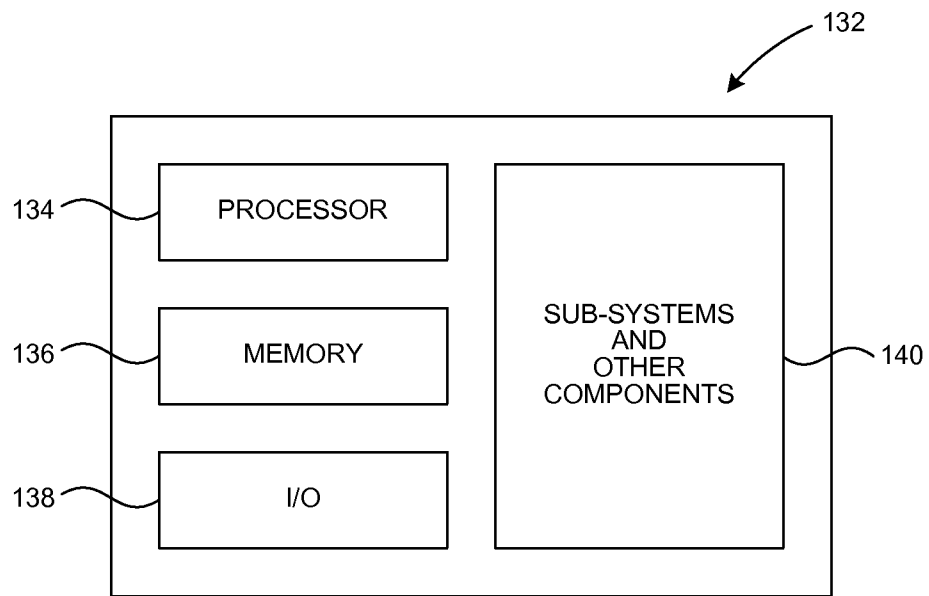 132
134
PROCESSOR
136
MEMORY
138
I/O
SUB-SYSTEMS
AND
OTHER
COMPONENTS
140